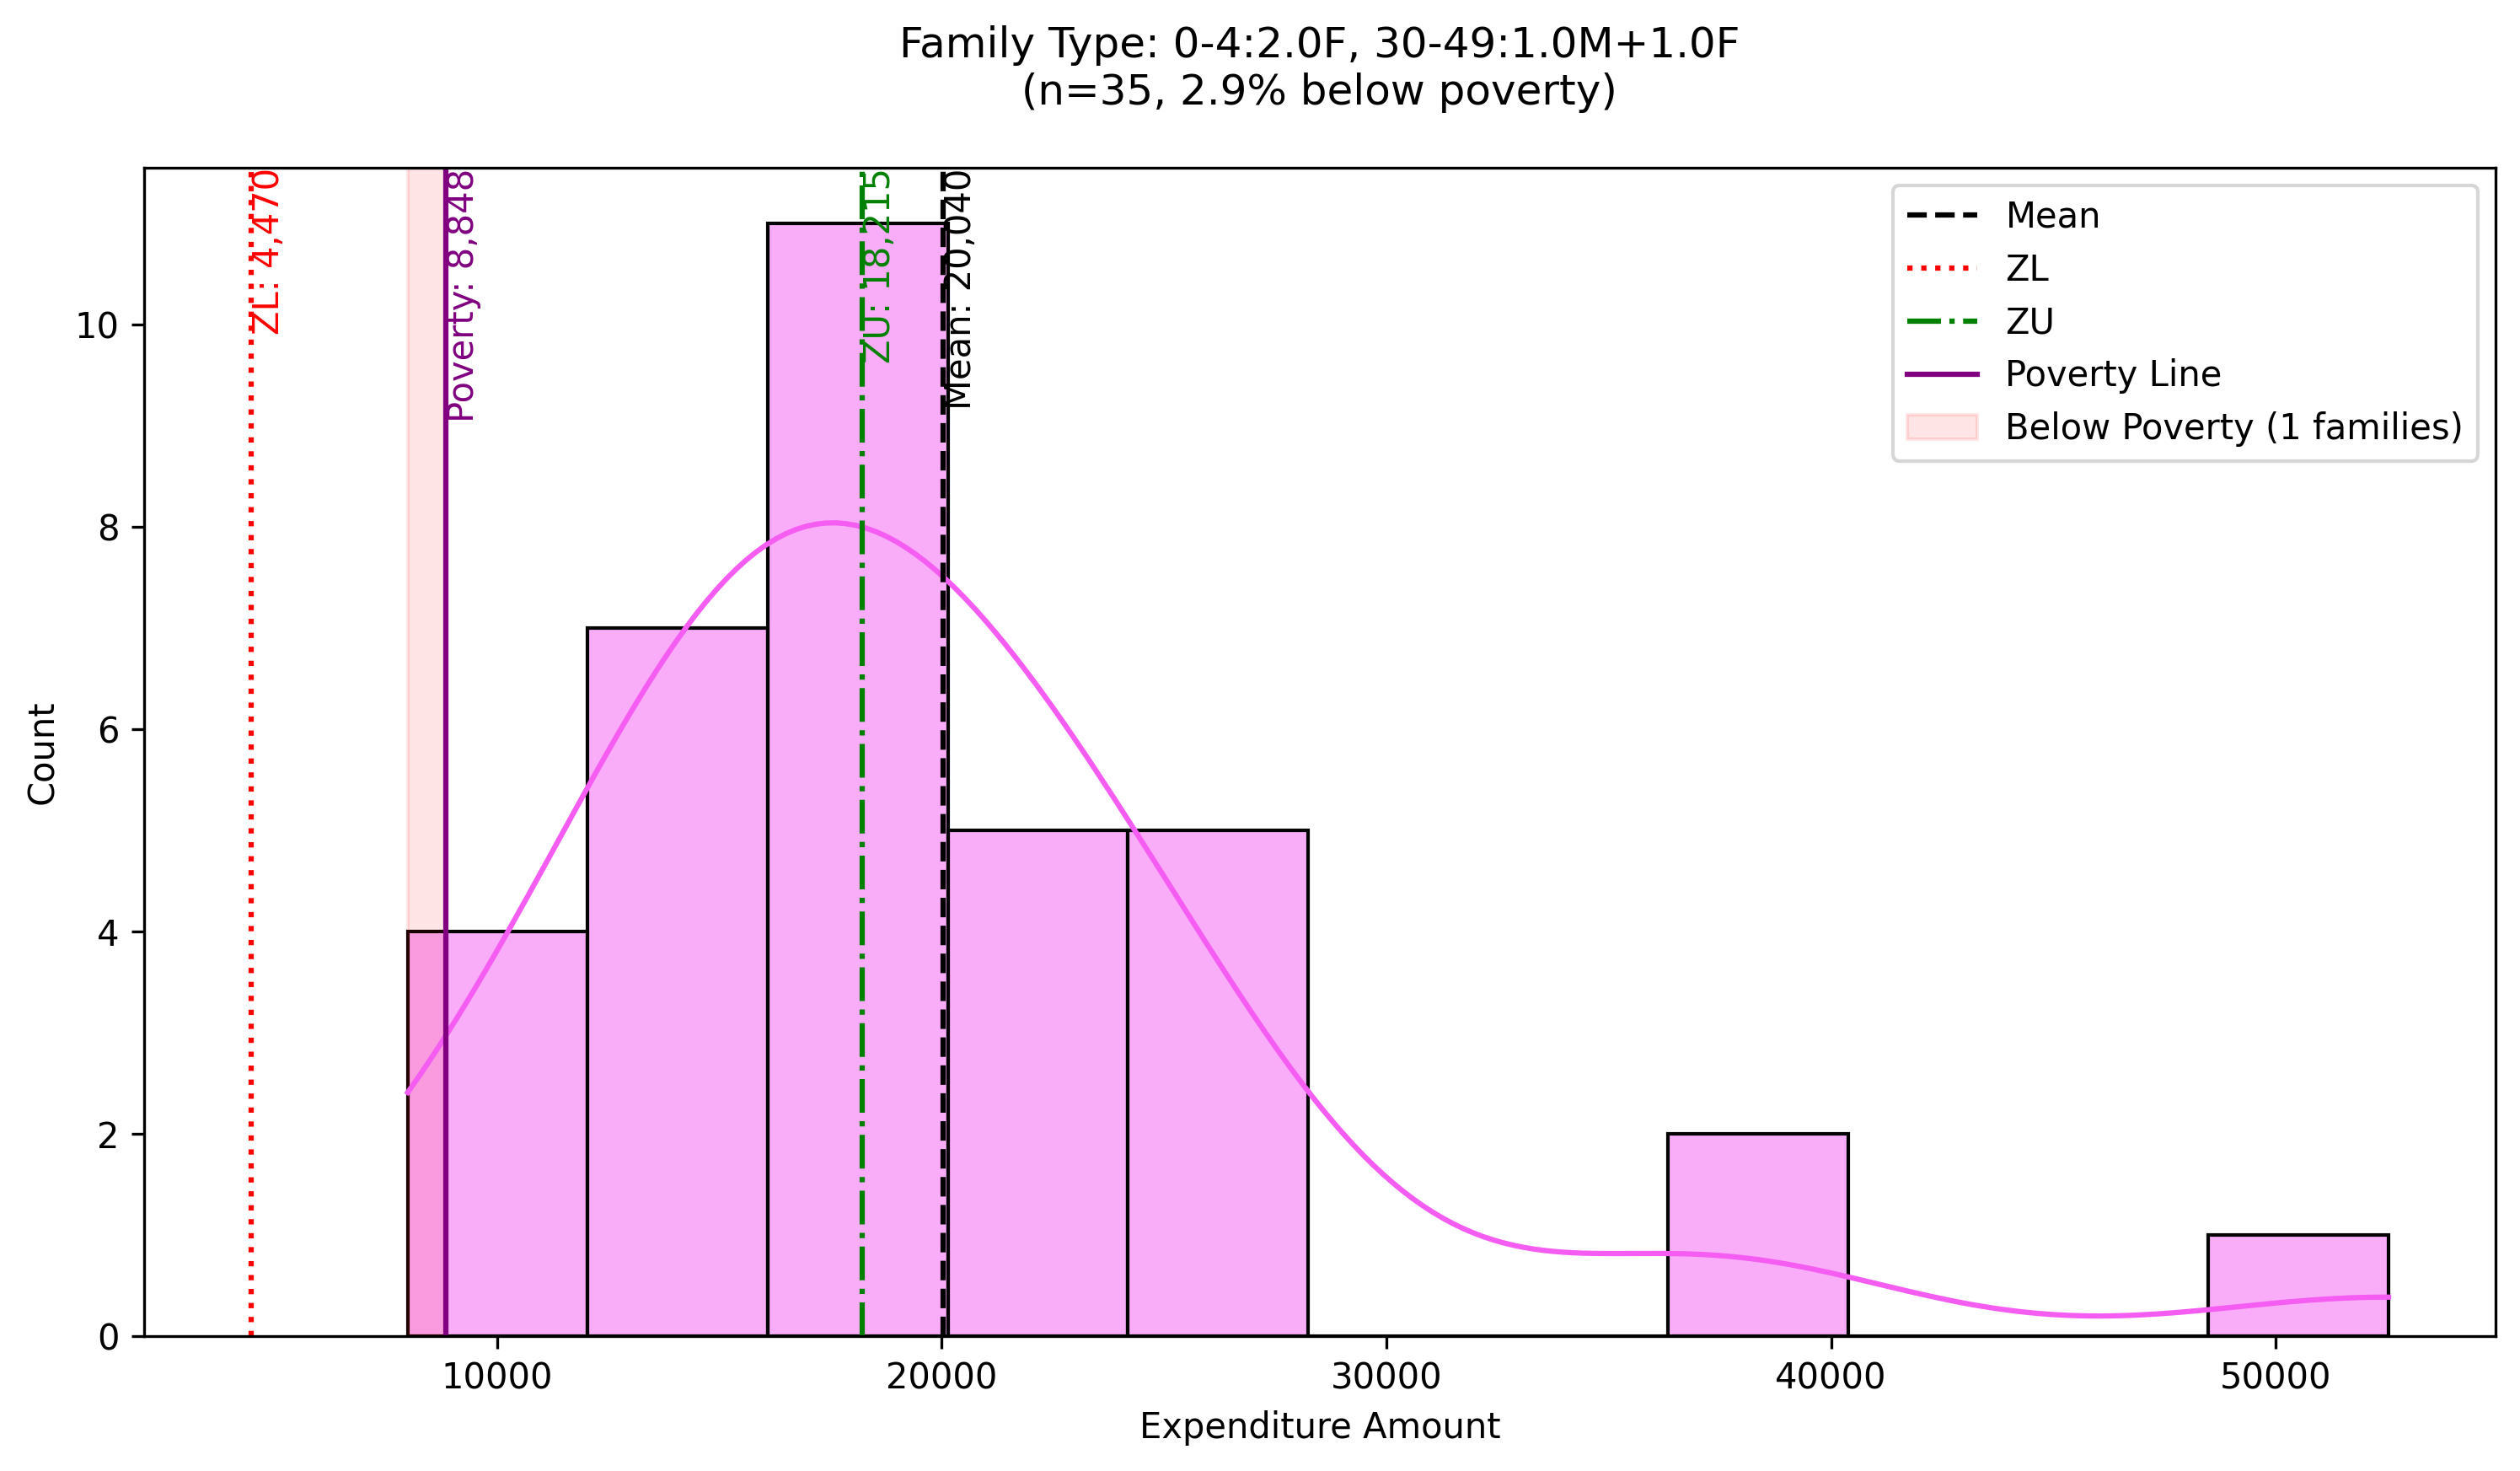 Family Type: 0-4:2.0F, 30-49:1.0M+1.0F
(n=35, 2.9% below poverty)
ZL: 4,470
Poverty: 8,848
ZU: 18,215
Mean: 20,040
Mean
ZL
ZU
Poverty Line
Below Poverty (1 families)
Count
10
8
6
4
2
0
10000
20000
30000
40000
50000
Expenditure Amount